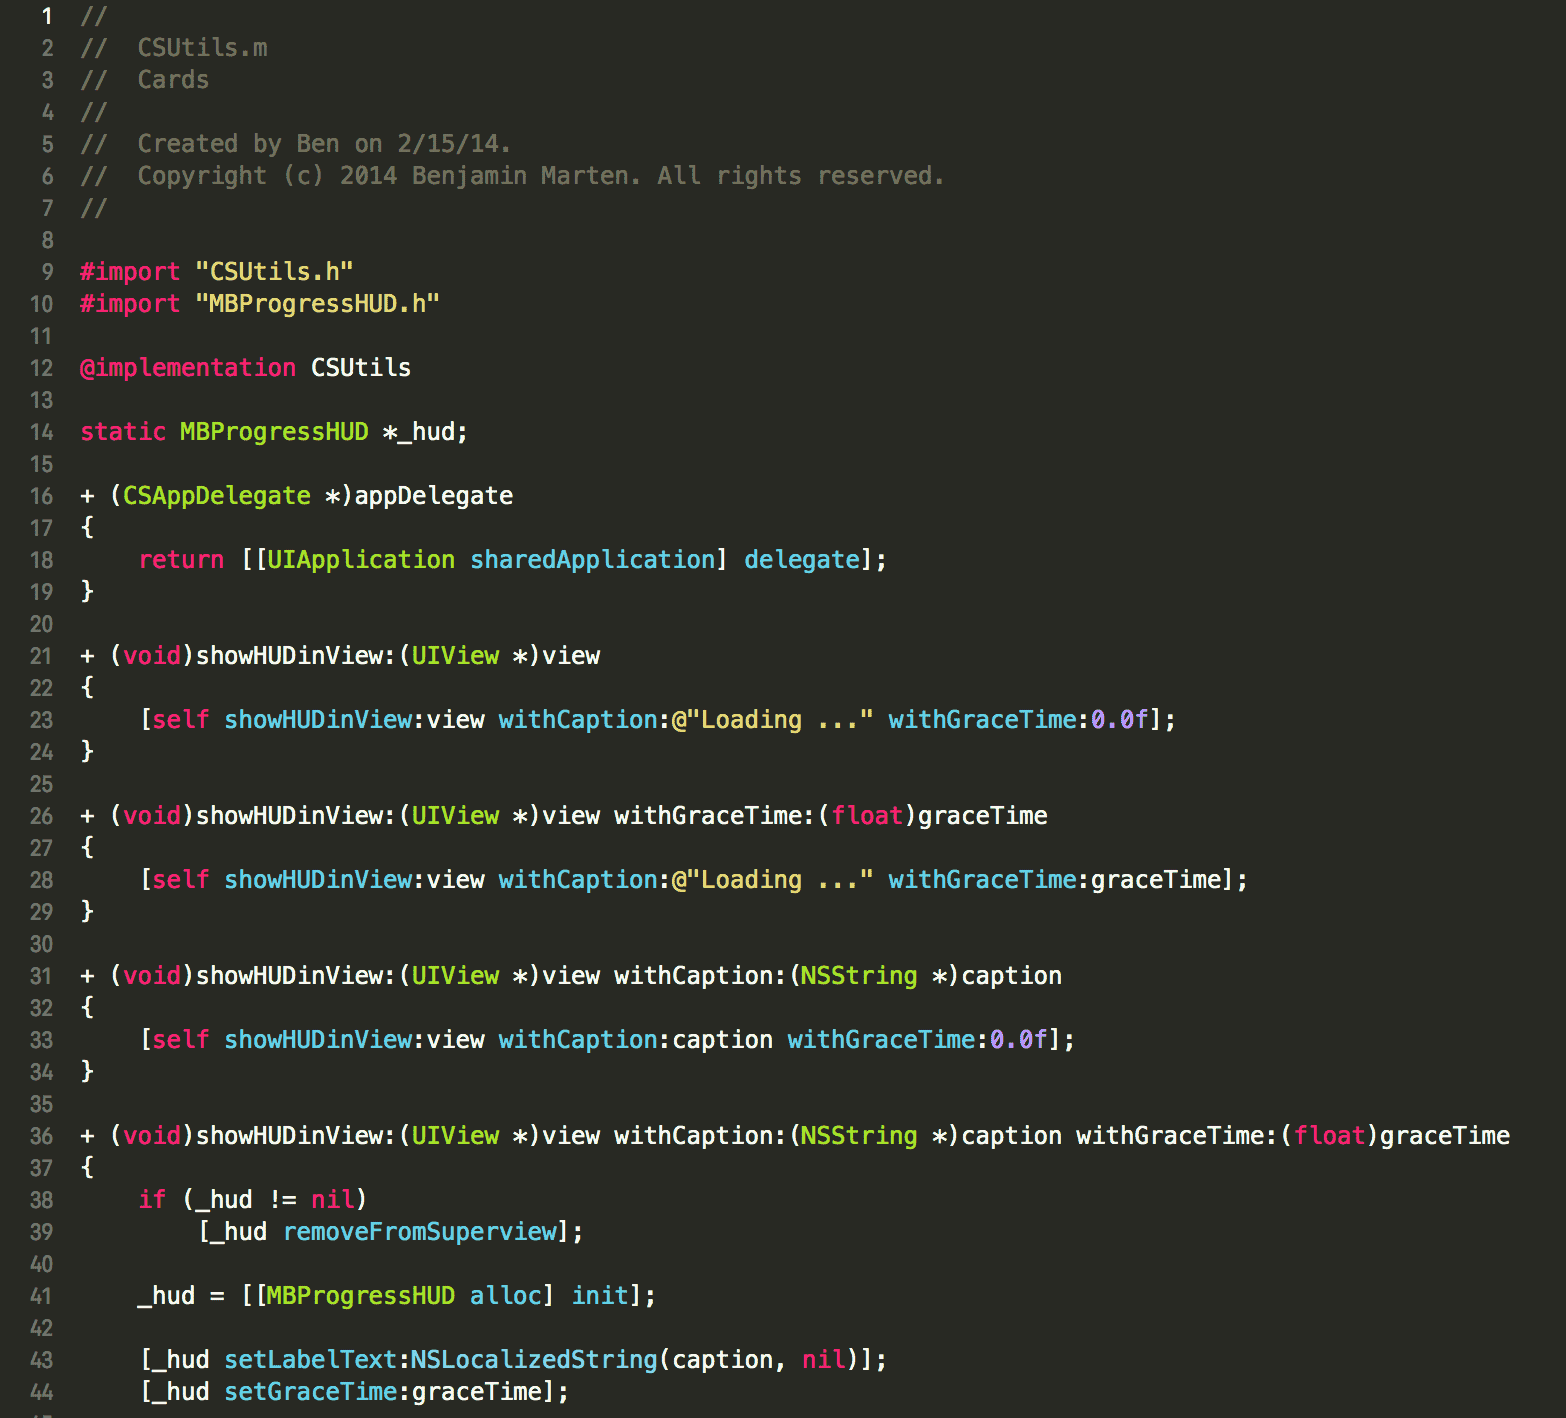 1 //
2 //  CSUtils.m
3 //  Cards
4 //
5 //  Created by Ben on 2/15/14.
6 //  Copyright (c) 2014 Benjamin Marten. All rights reserved.
7 //
8
9 #import "CSUtils.h"
10 #import "MBProgressHUD.h"
11
12 @implementation CSUtils
13
14 static MBProgressHUD *_hud;
15
16 + (CSAppDelegate *)appDelegate
17 {
18     return [[UIApplication sharedApplication] delegate];
19 }
20
21 + (void)showHUDinView:(UIView *)view
22 {
23     [self showHUDinView:view withCaption:@"Loading ..." withGraceTime:0.0f];
24 }
25
26 + (void)showHUDinView:(UIView *)view withGraceTime:(float)graceTime
27 {
28     [self showHUDinView:view withCaption:@"Loading ..." withGraceTime:graceTime];
29 }
30
31 + (void)showHUDinView:(UIView *)view withCaption:(NSString *)caption
32 {
33     [self showHUDinView:view withCaption:caption withGraceTime:0.0f];
34 }
35
36 + (void)showHUDinView:(UIView *)view withCaption:(NSString *)caption withGraceTime:(float)graceTime
37 {
38     if (_hud != nil)
39         [_hud removeFromSuperview];
40
41     _hud = [[MBProgressHUD alloc] init];
42
43     [_hud setLabelText:NSLocalizedString(caption, nil)];
44     [_hud setGraceTime:graceTime];